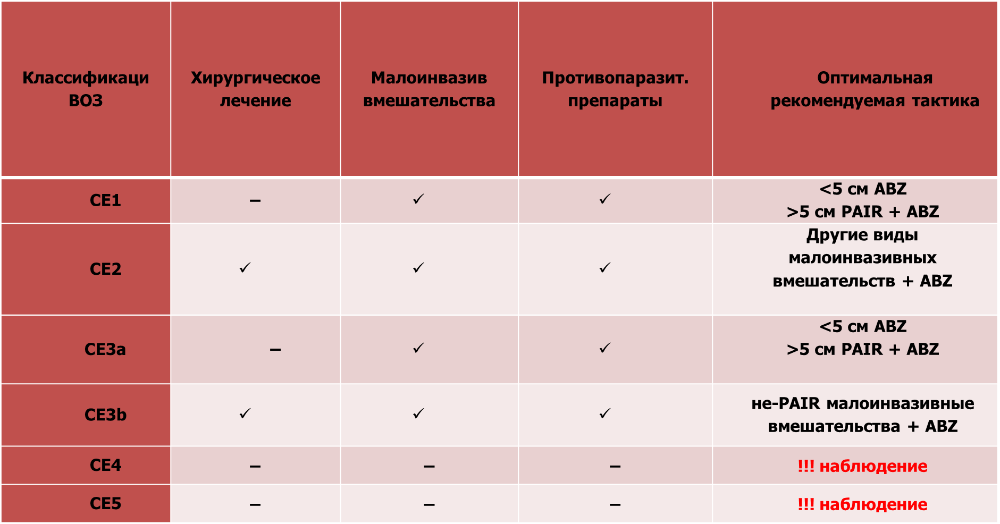 Классификаци
ВОЗ
Хирургическое
лечение
Малоинвазив
вмешательства
Противопаразит.
препараты
Оптимальная
рекомендуемая тактика
CE1
–
✓
✓
<5 см ABZ
>5 см PAIR + ABZ
CE2
✓
✓
✓
Другие виды
малоинвазивных
вмешательств + ABZ
CE3a
–
✓
✓
<5 см ABZ
>5 см PAIR + ABZ
CE3b
✓
✓
✓
не-PAIR малоинвазивные
вмешательства + ABZ
CE4
–
–
–
!!! наблюдение
CE5
–
–
–
!!! наблюдение